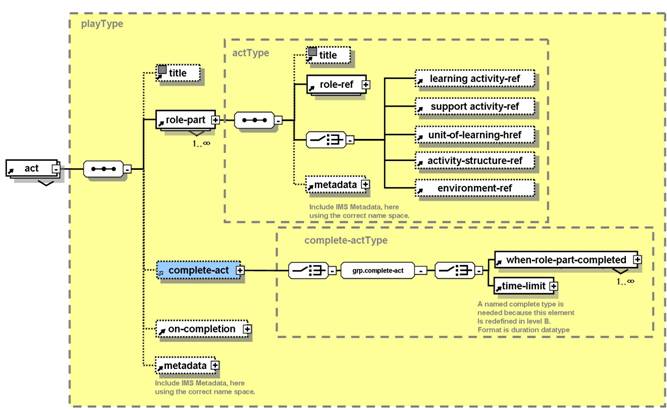 playType
actType
title
title
role-ref
learning activity-ref
support activity-ref
role-part
1..∞
unit-of-learning-href
activity-structure-ref
act
metadata
environment-ref
Include IMS Metadata, here
using the correct name space.
complete-actType
when-role-part-completed
complete-act
grp.complete-act
1..∞
time-limit
A named complete type is
needed because this element
is redefined in level B.
Format is duration datatype
on-completion
metadata
Include IMS Metadata, here
using the correct name space.